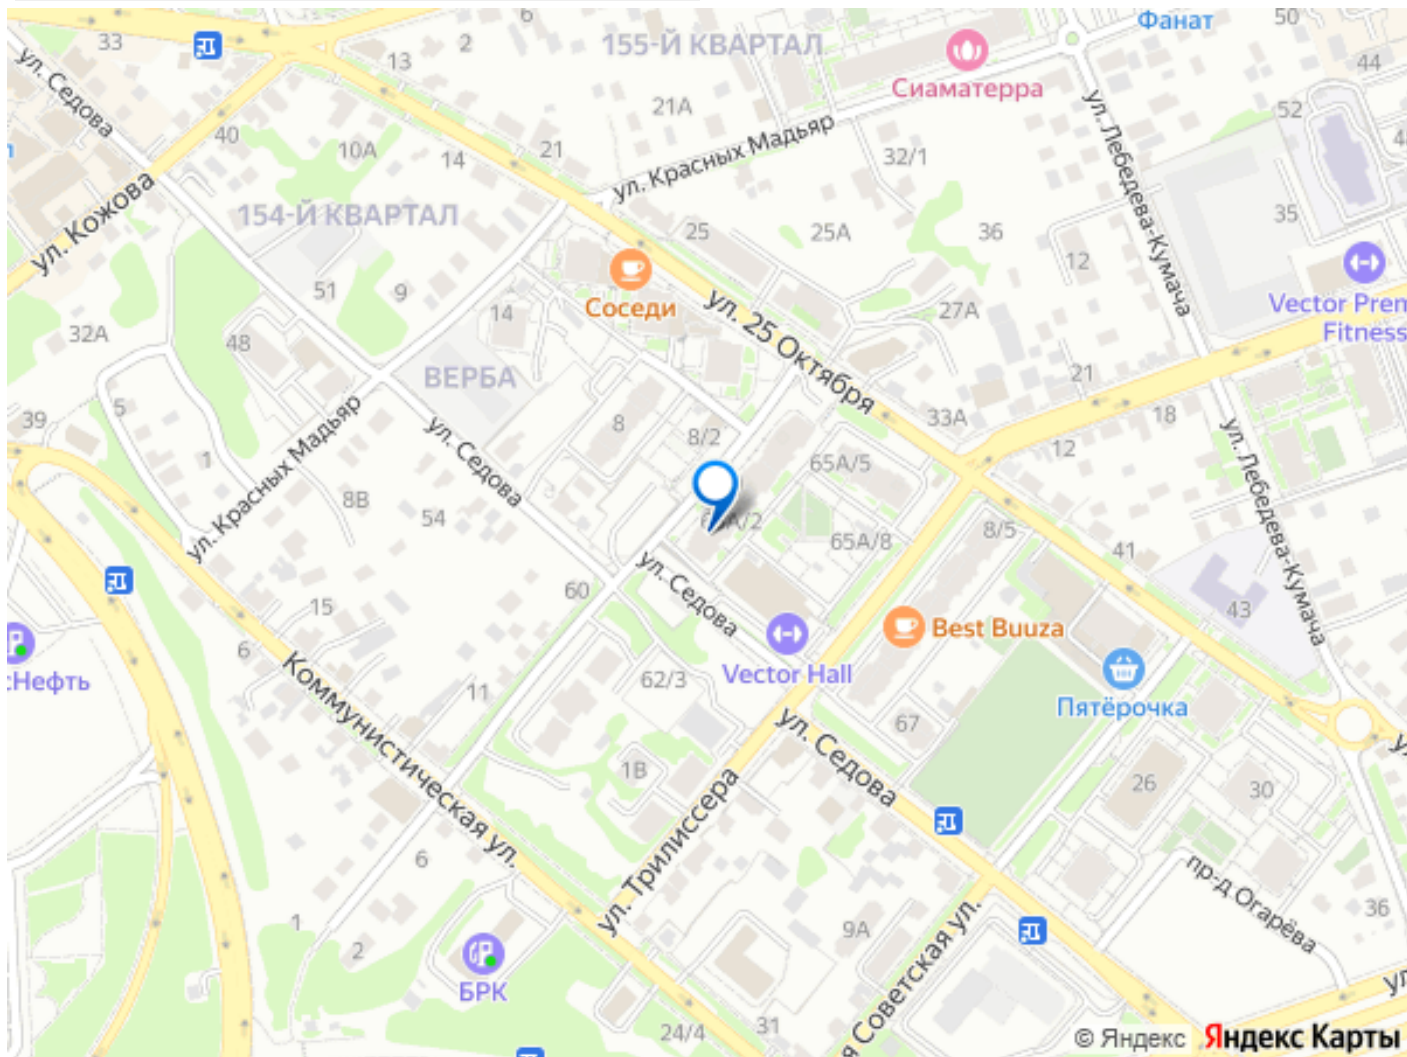 6
Фанат
50
33
2
155-Й КВАРТАЛ
13
44
Сиаматерра
ул. Седова
21А
52
40
10А
14
21
ул. Красных Мадьяр
32/1
ул. Лебедева-Кумача
ул. Кожова
154-Й КВАРТАЛ
25
25А
36
35
12
Соседи
51
9
14
ул. 25 Октября
27А
Vector Prem
Fitness
32А
48
ВЕРБА
21
39
5
8
8/2
33А
18
ул. Седова
12
ул. Лебедева-Кумача
1
ул. Красных Мадьяр
8В
54
65А/5
65А/8
8/5
41
ул. Седова
60
15
43
Best Buuza
6
сНефть
Коммунистическая ул.
11
62/3
Vector Hall
Пятёрочка
ул. Седова
67
1В
26
30
ул. Трилиссера
6
пр-д Огарёва
36
1
2
9А
БРК
я Советская ул.
24/4
31
© Яндекс Яндекс Карты